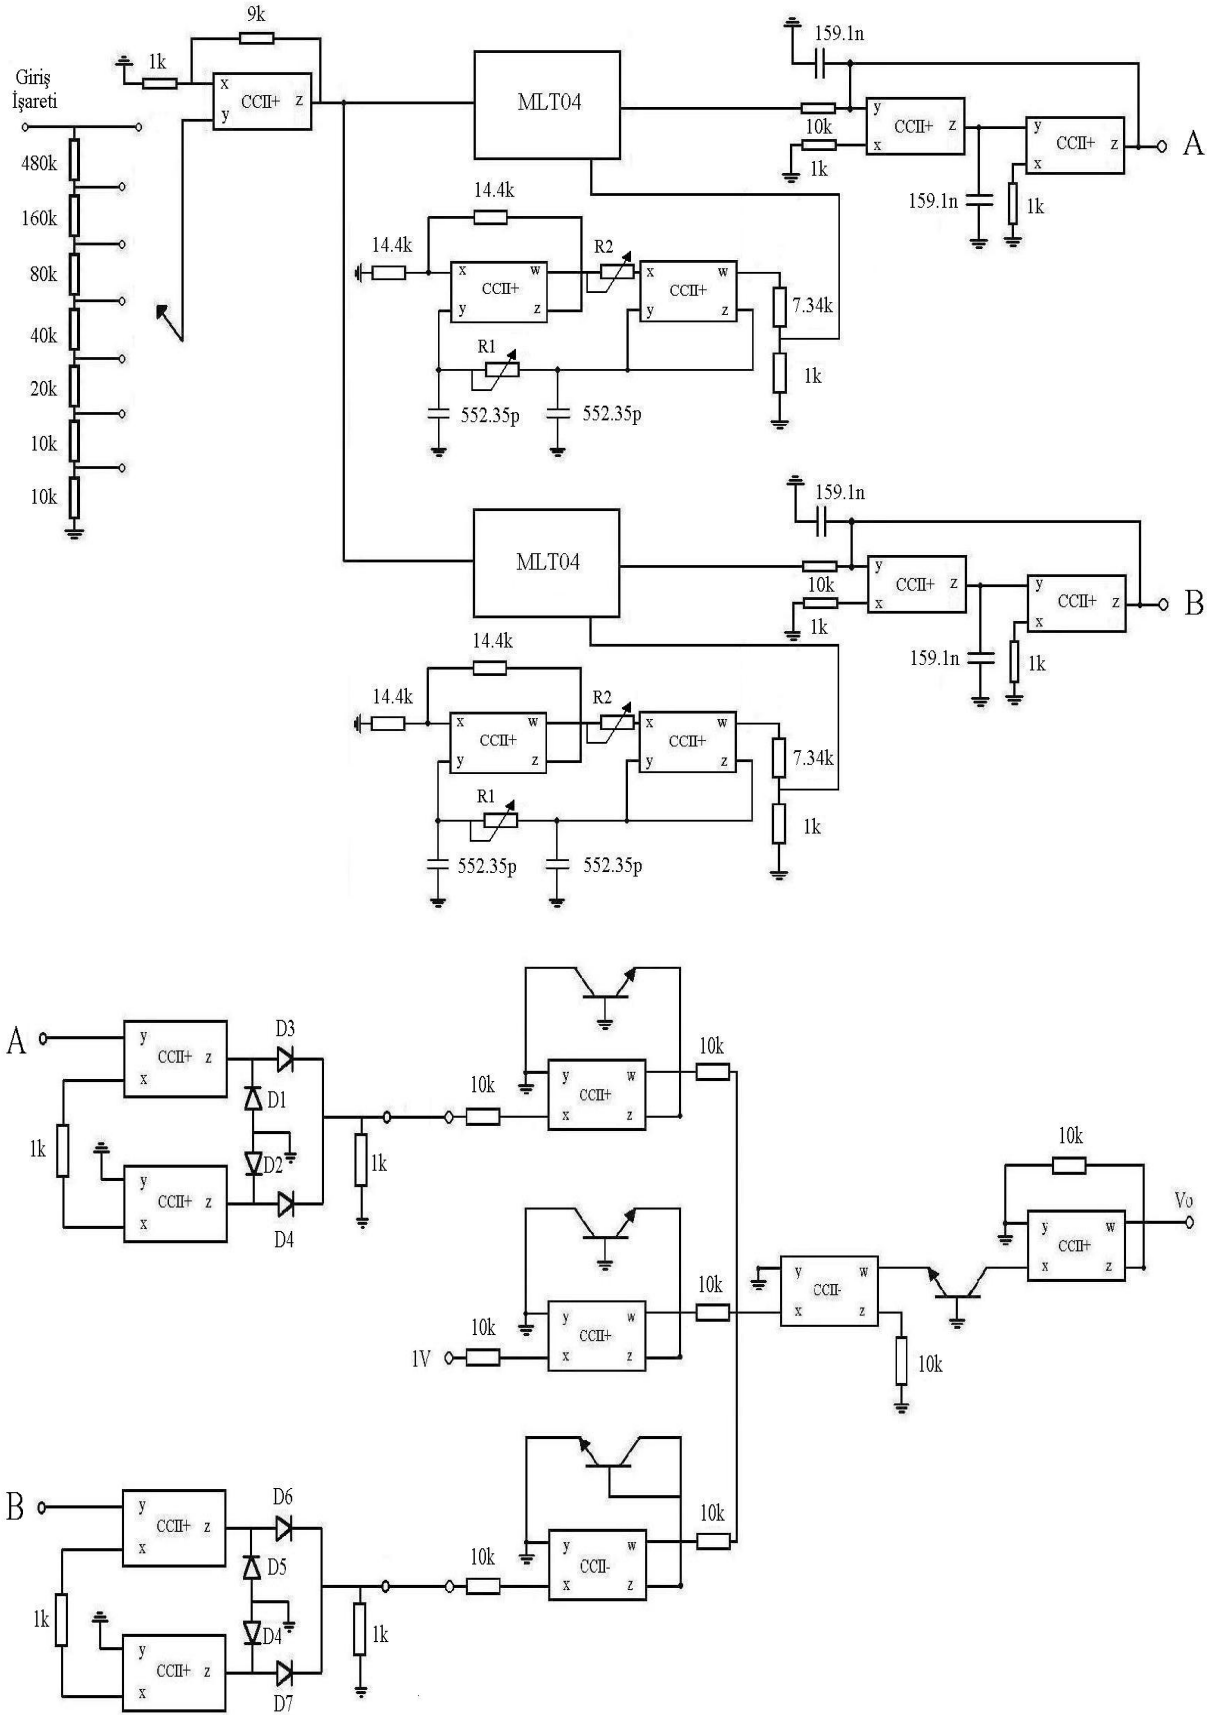 9k
1k
x
y
CCII+
z
Giriş
İşareti
480k
160k
80k
40k
20k
10k
10k
MLT04
159.1n
10k
1k
y
x
CCII+
z
y
x
CCII+
z
A
159.1n
1k
14.4k
14.4k
x
w
CCII+
y
z
R2
x
w
CCII+
y
z
7.34k
1k
R1
552.35p
552.35p
MLT04
159.1n
10k
1k
y
x
CCII+
z
y
x
CCII+
z
B
159.1n
1k
14.4k
14.4k
x
w
CCII+
y
z
R2
x
w
CCII+
y
z
7.34k
1k
R1
552.35p
552.35p
A
y
CCII+
z
x
D3
D1
D2
D4
1k
y
CCII+
z
x
1k
10k
y
w
CCII+
x
z
10k
1V
10k
y
w
CCII+
x
z
10k
y
w
CCII-
x
z
10k
10k
y
w
CCII+
x
z
Vo
B
y
CCII+
z
x
D6
D5
D4
D7
1k
y
CCII+
z
x
1k
10k
y
w
CCII-
x
z
10k